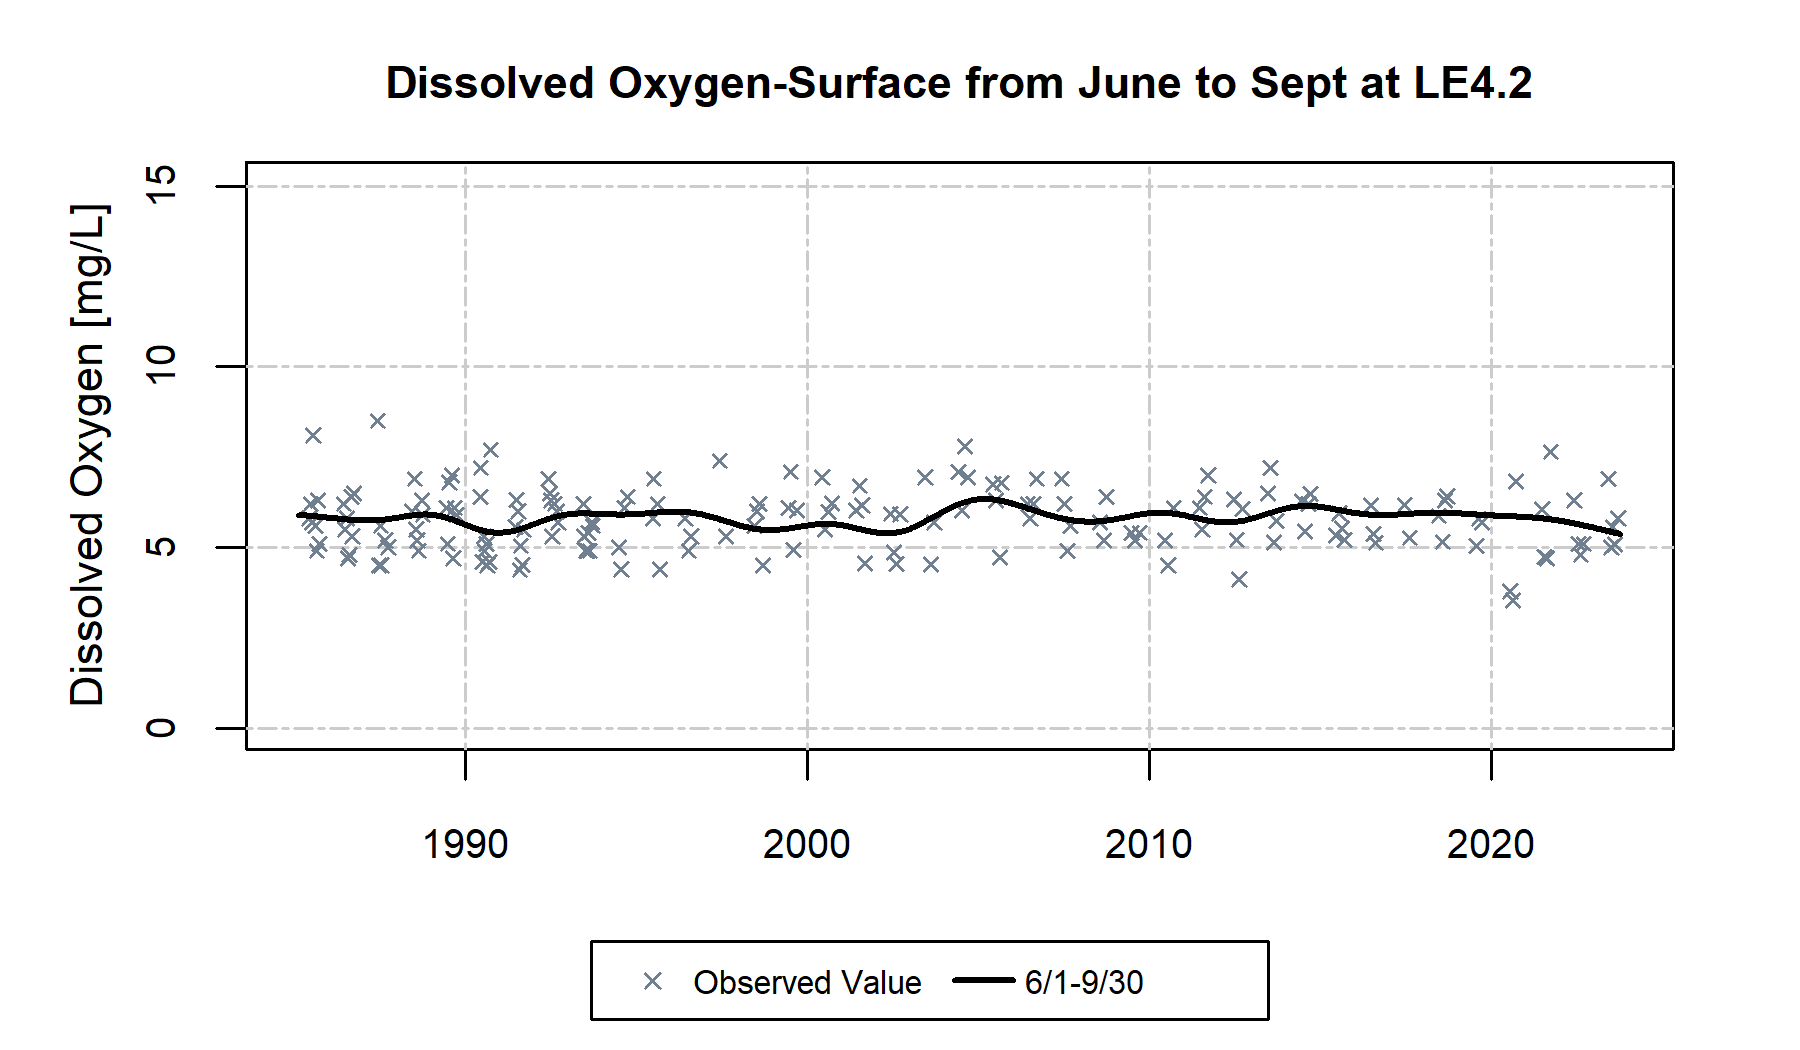 Dissolved Oxygen-Surface from June to Sept at LE4.2
Dissolved Oxygen [mg/L]
15
10
5
0
1990 2000 2010 2020
Observed Value 6/1-9/30